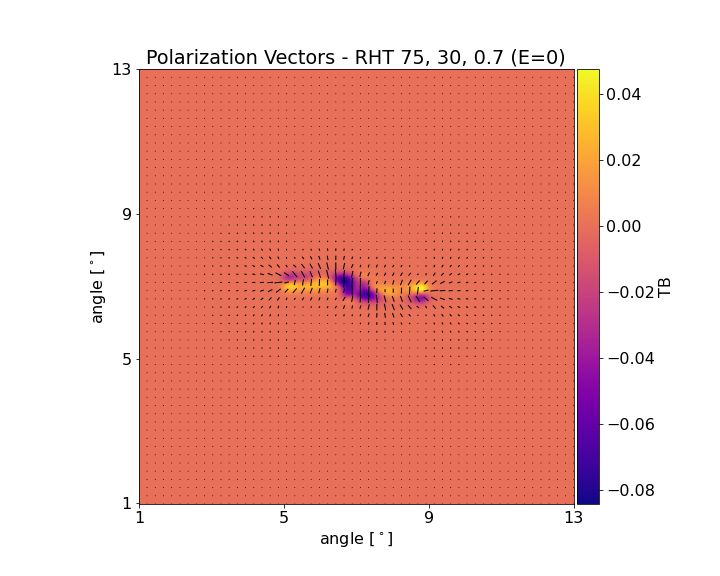 Polarization Vectors - RHT 75, 30, 0.7 (E=0)
13
9
5
1
1 5 9 13
angle [°]
angle [°]
0.04
0.02
0.00
−0.02
−0.04
−0.06
−0.08
TB